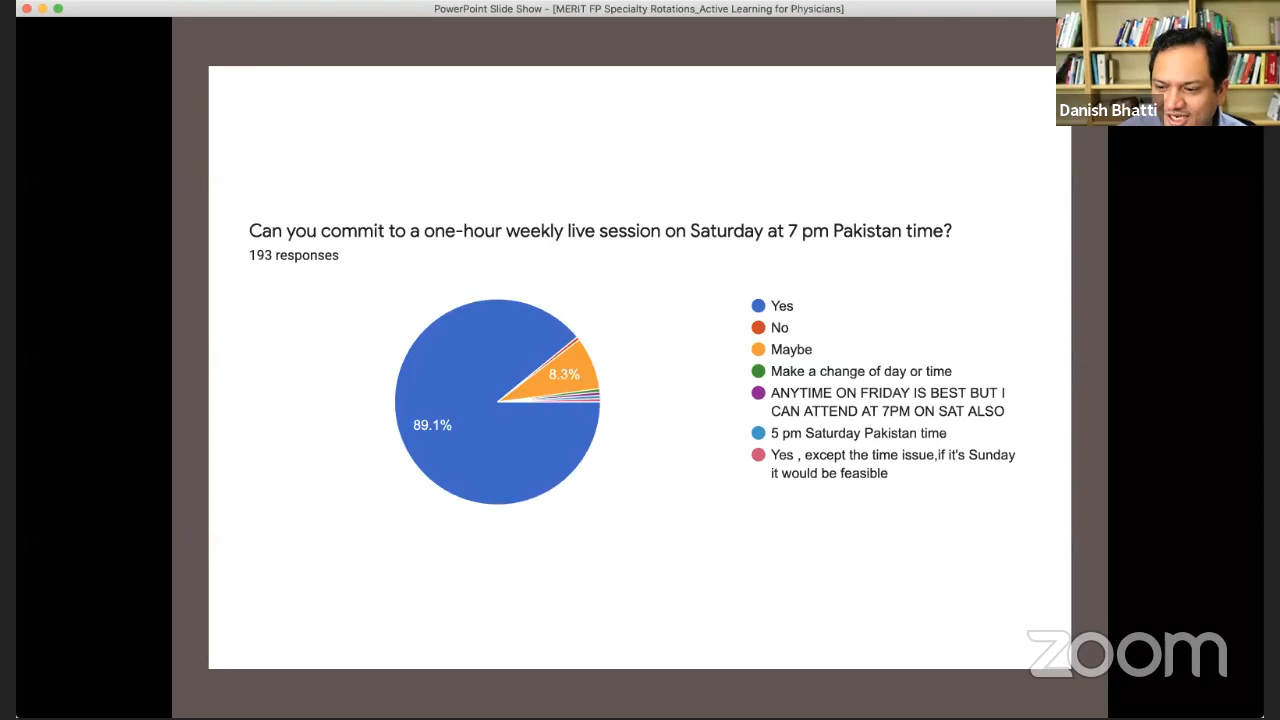 PowerPoint Slide Show - [MERIT FP Specialty Rotations_Active Learning for Physicians]
Danish Bhatti
Can you commit to a one-hour weekly live session on Saturday at 7 pm Pakistan time?
193 responses
8.3%
89.1%
Yes
No
Maybe
Make a change of day or time
ANYTIME ON FRIDAY IS BEST BUT I
CAN ATTEND AT 7PM ON SAT ALSO
5 pm Saturday Pakistan time
Yes , except the time issue,if it's Sunday
it would be feasible
zoom